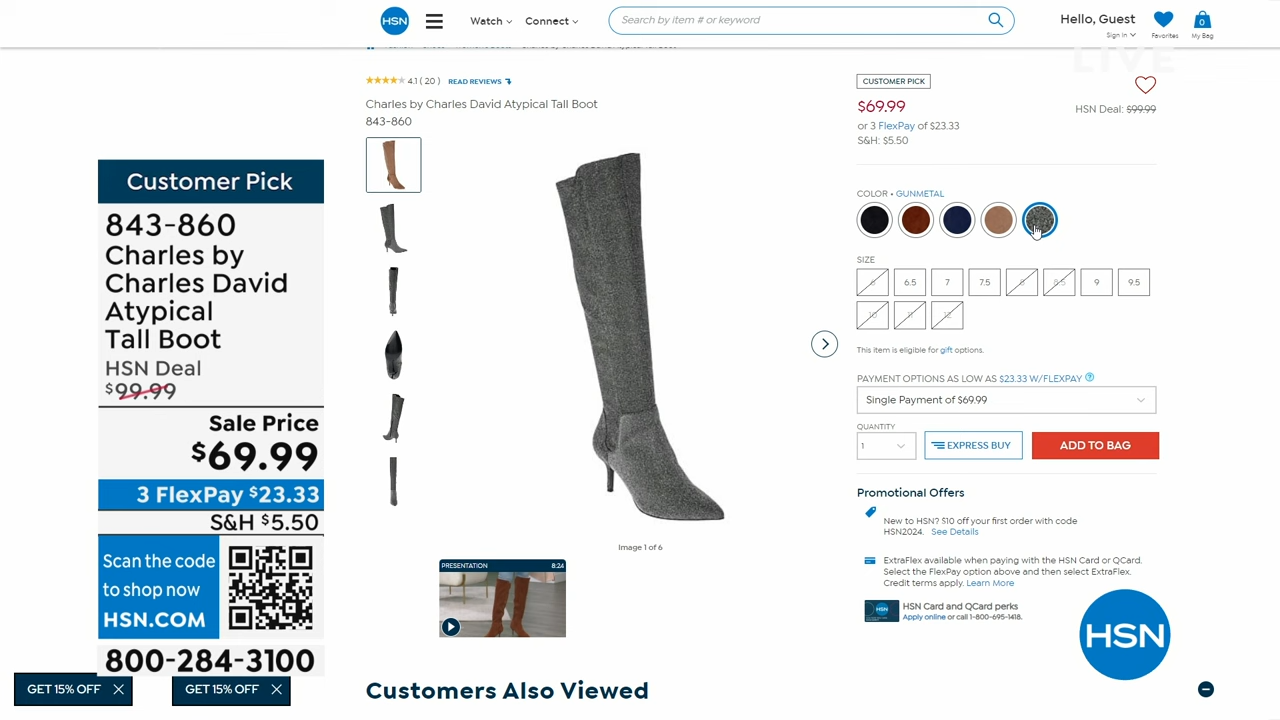 HSN
Watch
Connect
Search by item # or keyword
Hello, Guest
Sign In
Favorites
0
My Bag
LIVE
4.1 ( 20 )
READ REVIEWS
Charles by Charles David Atypical Tall Boot
843-860
CUSTOMER PICK
$69.99
HSN Deal: $99.99
or 3 FlexPay of $23.33
S&H: $5.50
COLOR • GUNMETAL
SIZE
6
6.5
7
7.5
8
8.5
9
9.5
10
11
12
This item is eligible for gift options.
PAYMENT OPTIONS AS LOW AS $23.33 W/FLEXPAY
Single Payment of $69.99
QUANTITY
1
EXPRESS BUY
ADD TO BAG
Promotional Offers
New to HSN? $10 off your first order with code
HSN2024. See Details
ExtraFlex available when paying with the HSN Card or QCard.
Select the FlexPay option above and then select ExtraFlex.
Credit terms apply. Learn More
HSN
HSN Card and QCard perks
Apply online or call 1-800-695-1418.
HSN
Image 1 of 6
PRESENTATION
8:24
Customers Also Viewed
Customer Pick
843-860
Charles by
Charles David
Atypical
Tall Boot
HSN Deal
$99.99
Sale Price
$69.99
3 FlexPay $23.33
S&H $5.50
Scan the code
to shop now
HSN.COM
800-284-3100
GET 15% OFF
GET 15% OFF